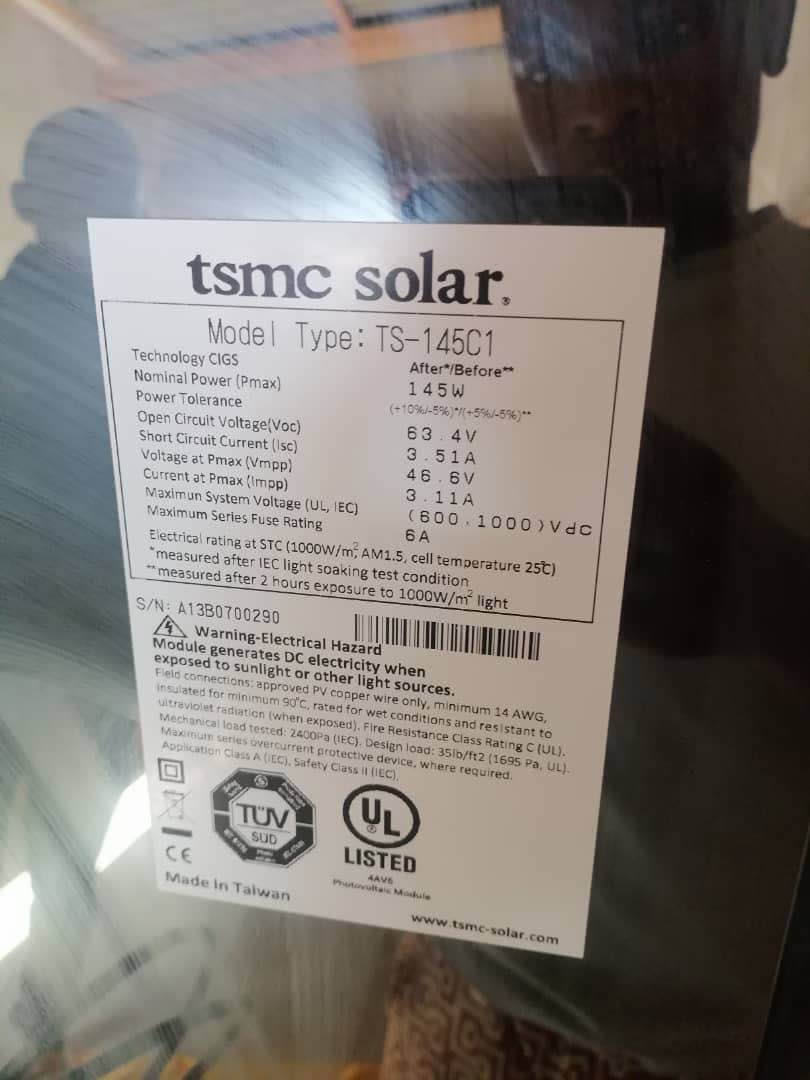 tsmc solar®
Model Type: TS-145C1
Technology CIGS After*/Before**
Nominal Power (Pmax) 145W
Power Tolerance (+10%/-5%)*/(+5%/-5%)**
Open Circuit Voltage(Voc) 63.4V
Short Circuit Current (Isc) 3.51A
Voltage at Pmax (Vmpp) 46.6V
Current at Pmax (Impp) 3.11A
Maximun System Voltage (UL, IEC) (600,1000)Vdc
Maximum Series Fuse Rating 6A
Electrical rating at STC (1000W/m², AM1.5, cell temperature 25℃)
*measured after IEC light soaking test condition
**measured after 2 hours exposure to 1000W/m² light
S/N: A13B0700290
Warning-Electrical Hazard
Module generates DC electricity when
exposed to sunlight or other light sources.
Field connections: approved PV copper wire only, minimum 14 AWG,
insulated for minimum 90℃, rated for wet conditions and resistant to
ultraviolet radiation (when exposed). Fire Resistance Class Rating C (UL).
Mechanical load tested: 2400Pa (IEC). Design load: 35lb/ft2 (1695 Pa, UL).
Maximum series overcurrent protective device, where required.
Application Class A (IEC), Safety Class II (IEC).
TÜV
SUD
UL
®
LISTED
4AV6
Photovoltaic Module
CE
Made in Taiwan
www.tsmc-solar.com